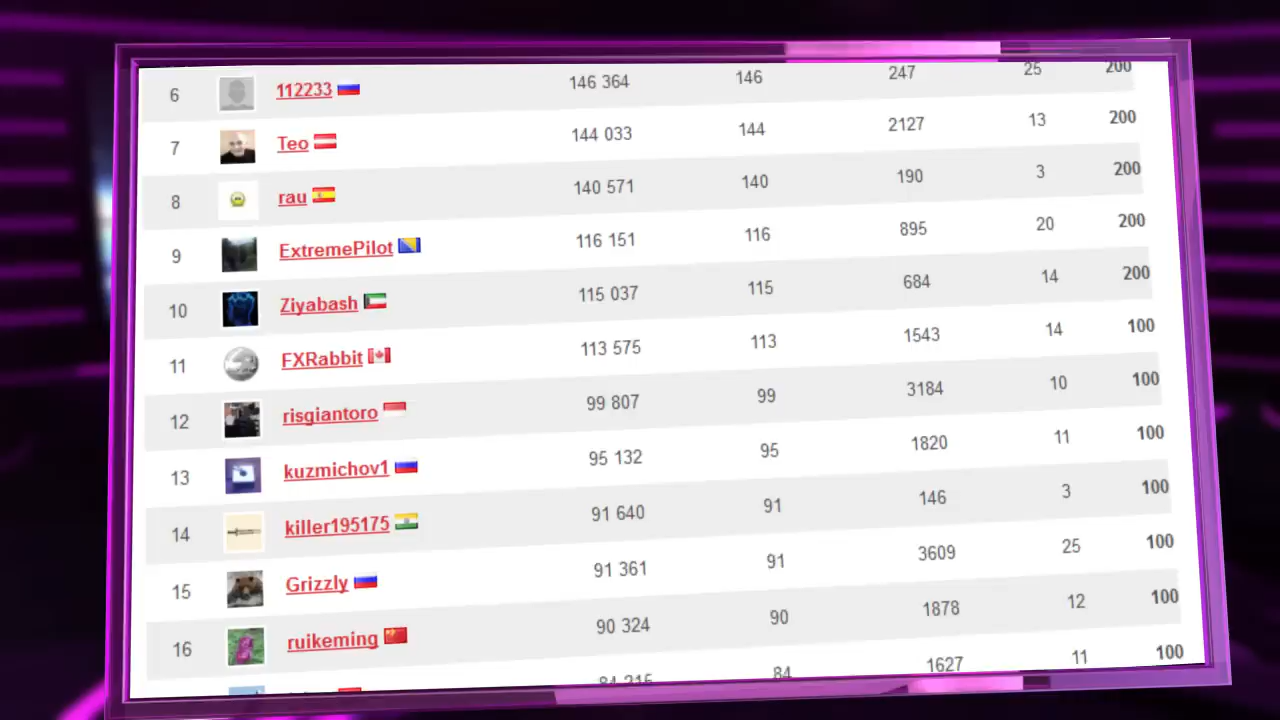 6 112233 146 364 146 247 25 200
7 Teo 144 033 144 2127 13 200
8 rau 140 571 140 190 3 200
9 ExtremePilot 116 151 116 895 20 200
10 Ziyabash 115 037 115 684 14 200
11 FXRabbit 113 575 113 1543 14 100
12 risgiantoro 99 807 99 3184 10 100
13 kuzmichov1 95 132 95 1820 11 100
14 killer195175 91 640 91 146 3 100
15 Grizzly 91 361 91 3609 25 100
16 ruikeming 90 324 90 1878 12 100
84 1627 11 100